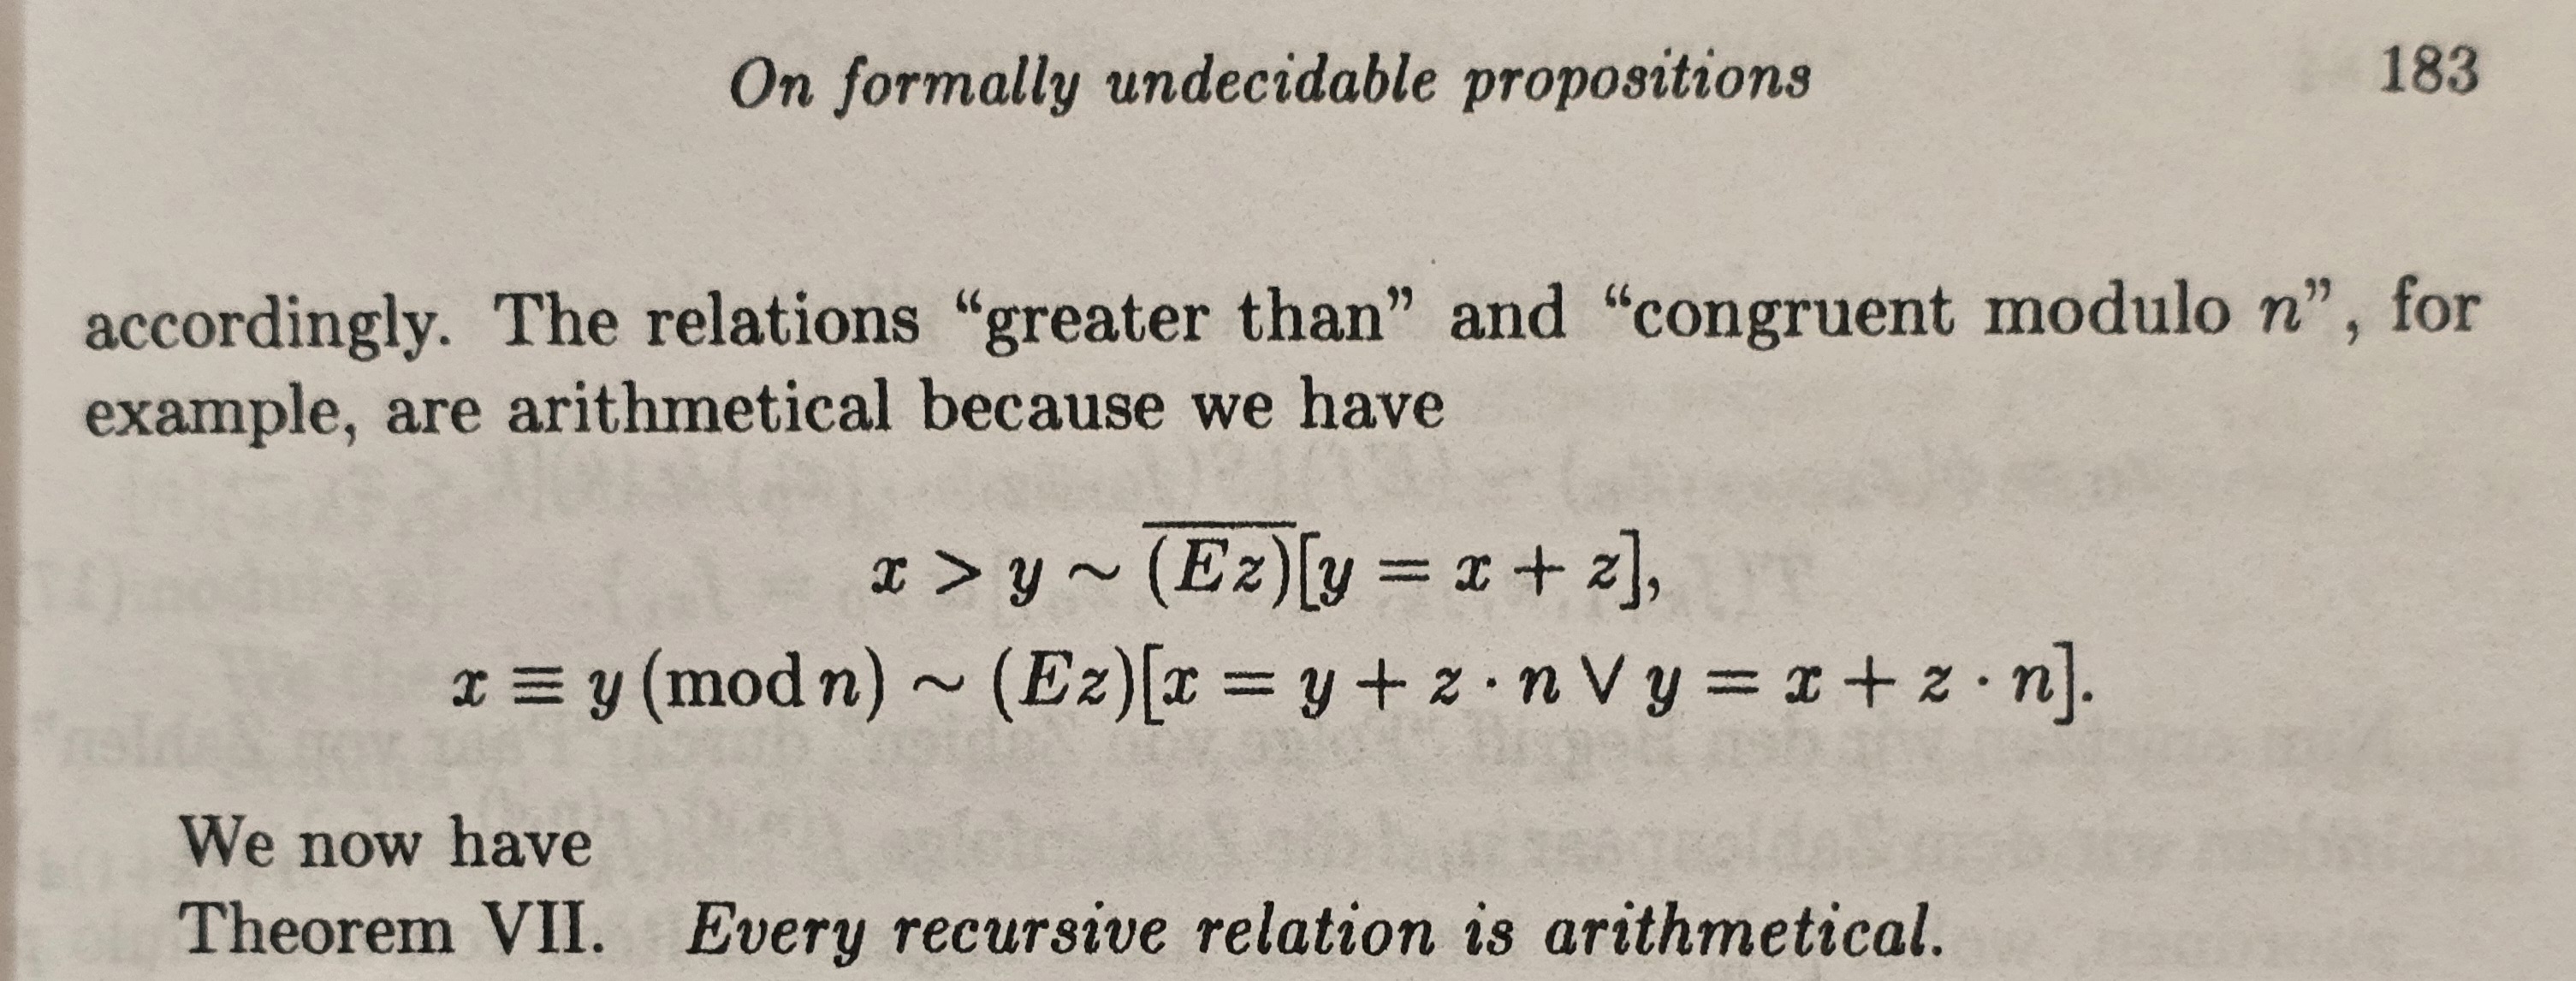 On formally undecidable propositions 183
accordingly. The relations “greater than” and “congruent modulo n”, for
example, are arithmetical because we have
x > y ∼ \overline{(Ez)}[y = x + z],
x ≡ y (mod n) ∼ (Ez)[x = y + z · n ∨ y = x + z · n].
We now have
Theorem VII. Every recursive relation is arithmetical.